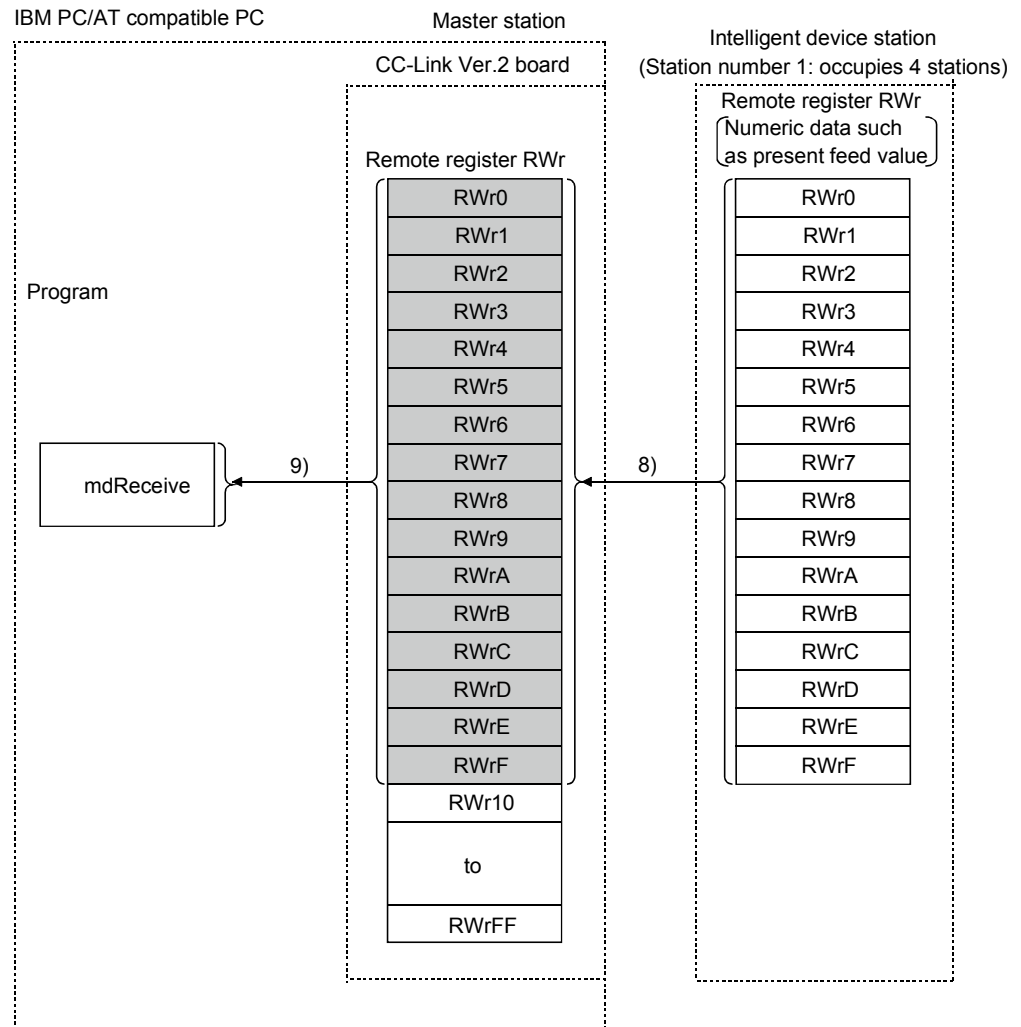 IBM PC/AT compatible PC
Master station
Intelligent device station
(Station number 1: occupies 4 stations)
CC-Link Ver.2 board
Remote register RWr
Numeric data such
as present feed value
Remote register RWr
RWr0
RWr1
RWr2
RWr3
RWr4
RWr5
RWr6
RWr7
RWr8
RWr9
RWrA
RWrB
RWrC
RWrD
RWrE
RWrF
RWr10
to
RWrFF
RWr0
RWr1
RWr2
RWr3
RWr4
RWr5
RWr6
RWr7
RWr8
RWr9
RWrA
RWrB
RWrC
RWrD
RWrE
RWrF
Program
mdReceive
9)
8)